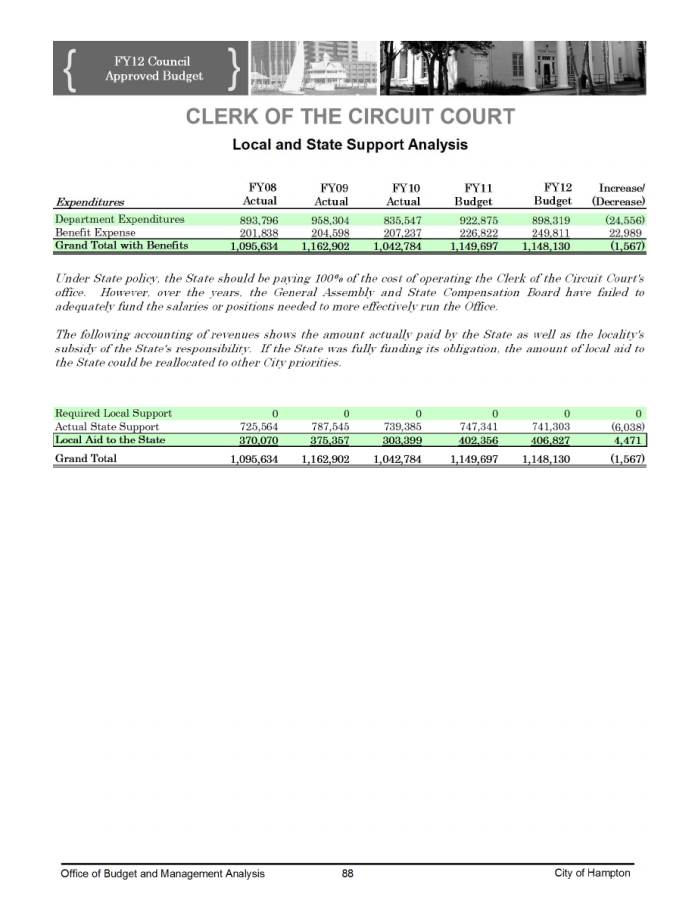 FY12 Council
Approved Budget
CLERK OF THE CIRCUIT COURT
Local and State Support Analysis
Expenditures FY08 Actual FY09 Actual FY10 Actual FY11 Budget FY12 Budget Increase/ (Decrease)
Department Expenditures 893,796 958,304 835,547 922,875 898,319 (24,556)
Benefit Expense 201,838 204,598 207,237 226,822 249,811 22,989
Grand Total with Benefits 1,095,634 1,162,902 1,042,784 1,149,697 1,148,130 (1,567)
Under State policy, the State should be paying 100% of the cost of operating the Clerk of the Circuit Court's
office. However, over the years, the General Assembly and State Compensation Board have failed to
adequately fund the salaries or positions needed to more effectively run the Office.
The following accounting of revenues shows the amount actually paid by the State as well as the locality's
subsidy of the State's responsibility. If the State was fully funding its obligation, the amount of local aid to
the State could be reallocated to other City priorities.
Required Local Support 0 0 0 0 0 0
Actual State Support 725,564 787,545 739,385 747,341 741,303 (6,038)
Local Aid to the State 370,070 375,357 303,399 402,356 406,827 4,471
Grand Total 1,095,634 1,162,902 1,042,784 1,149,697 1,148,130 (1,567)
Office of Budget and Management Analysis 88 City of Hampton